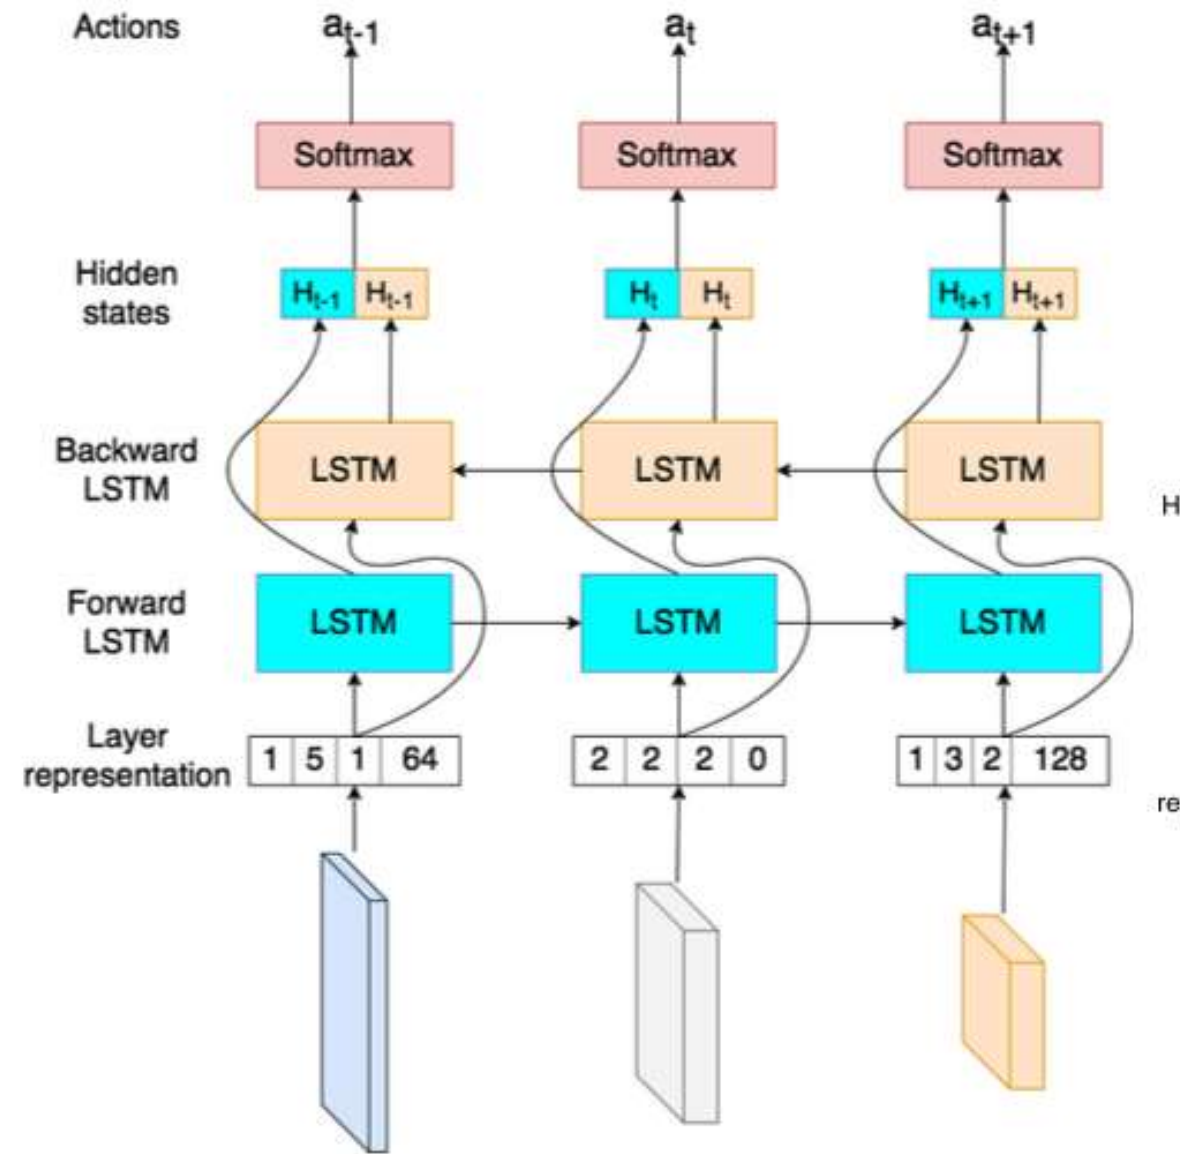 Actions a_{t-1} a_t a_{t+1}
Softmax Softmax Softmax
Hidden
states
H_{t-1} H_{t-1} H_t H_t H_{t+1} H_{t+1}
Backward
LSTM
LSTM LSTM LSTM
H
Forward
LSTM
LSTM LSTM LSTM
Layer
representation
1 5 1 64 2 2 2 0 1 3 2 128
re